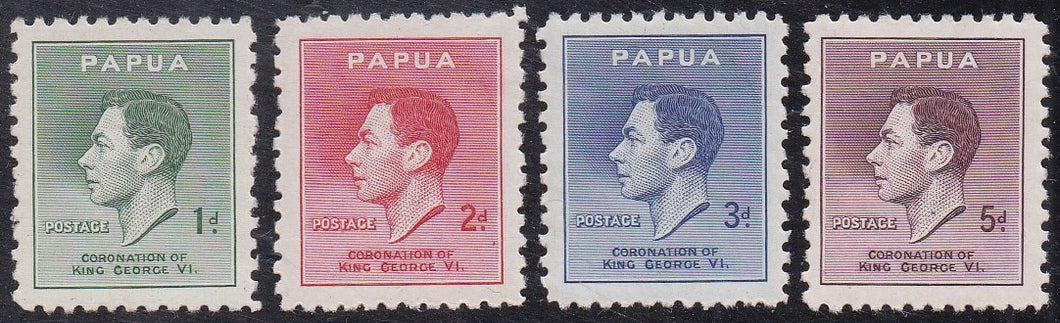 PAPUA
POSTAGE
1d.
CORONATION OF
KING GEORGE VI.
PAPUA
POSTAGE
2d.
CORONATION OF
KING GEORGE VI.
PAPUA
POSTAGE
3d.
CORONATION OF
KING GEORGE VI.
PAPUA
POSTAGE
5d.
CORONATION OF
KING GEORGE VI.